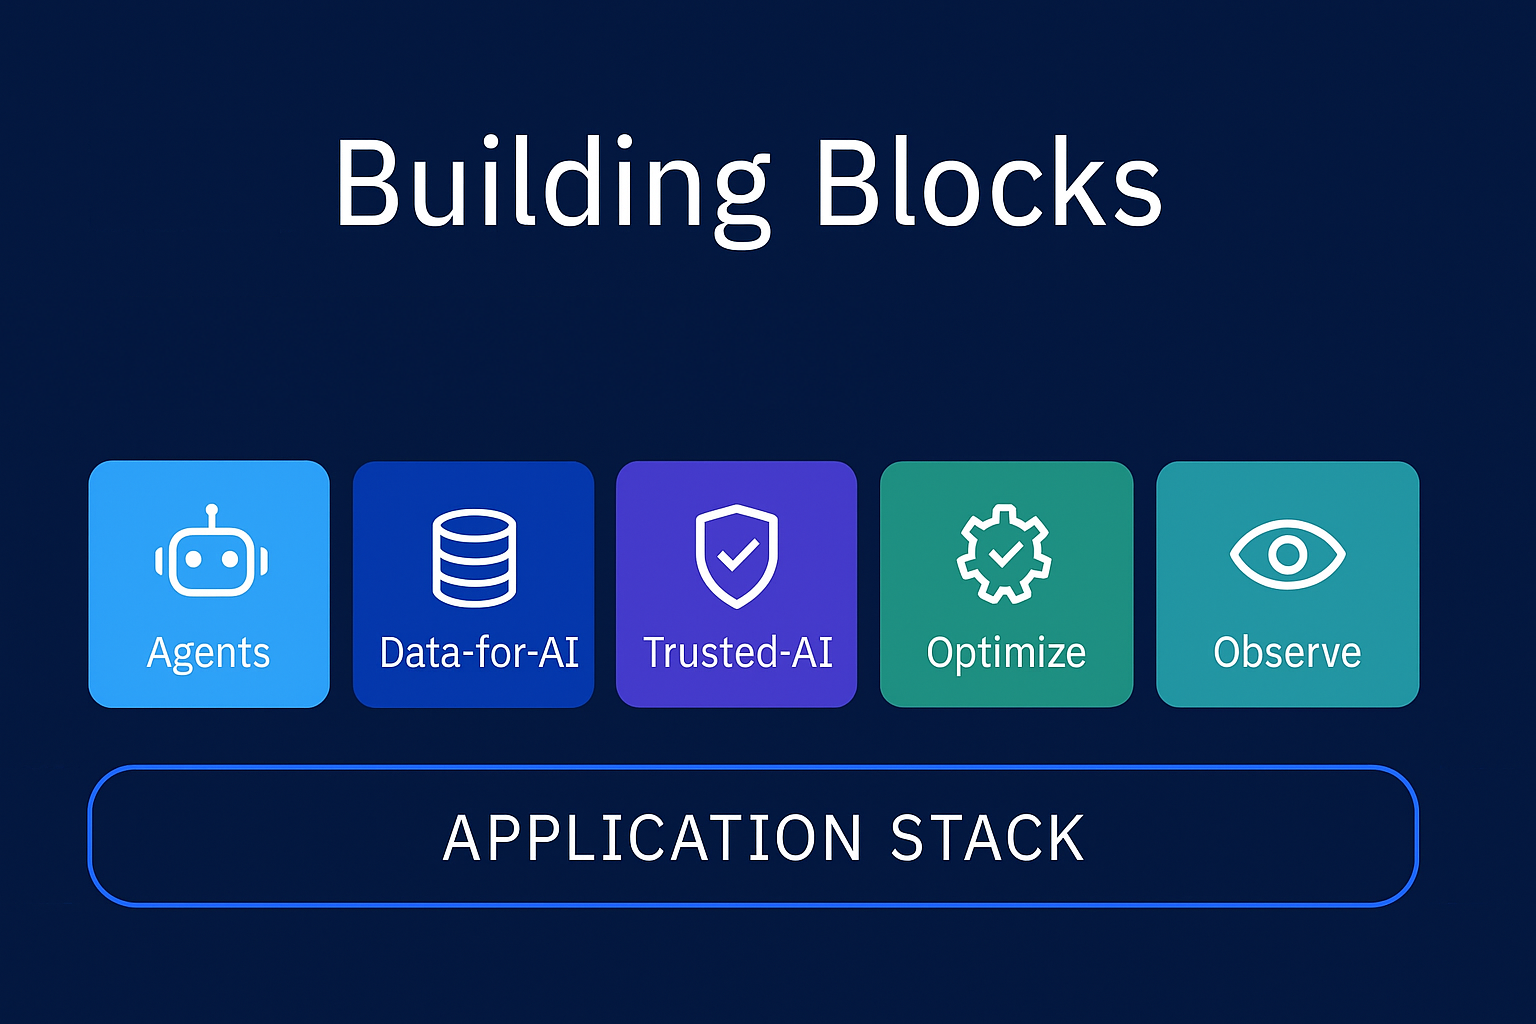 Building Blocks
Agents
Data-for-AI
Trusted-AI
Optimize
Observe
APPLICATION STACK